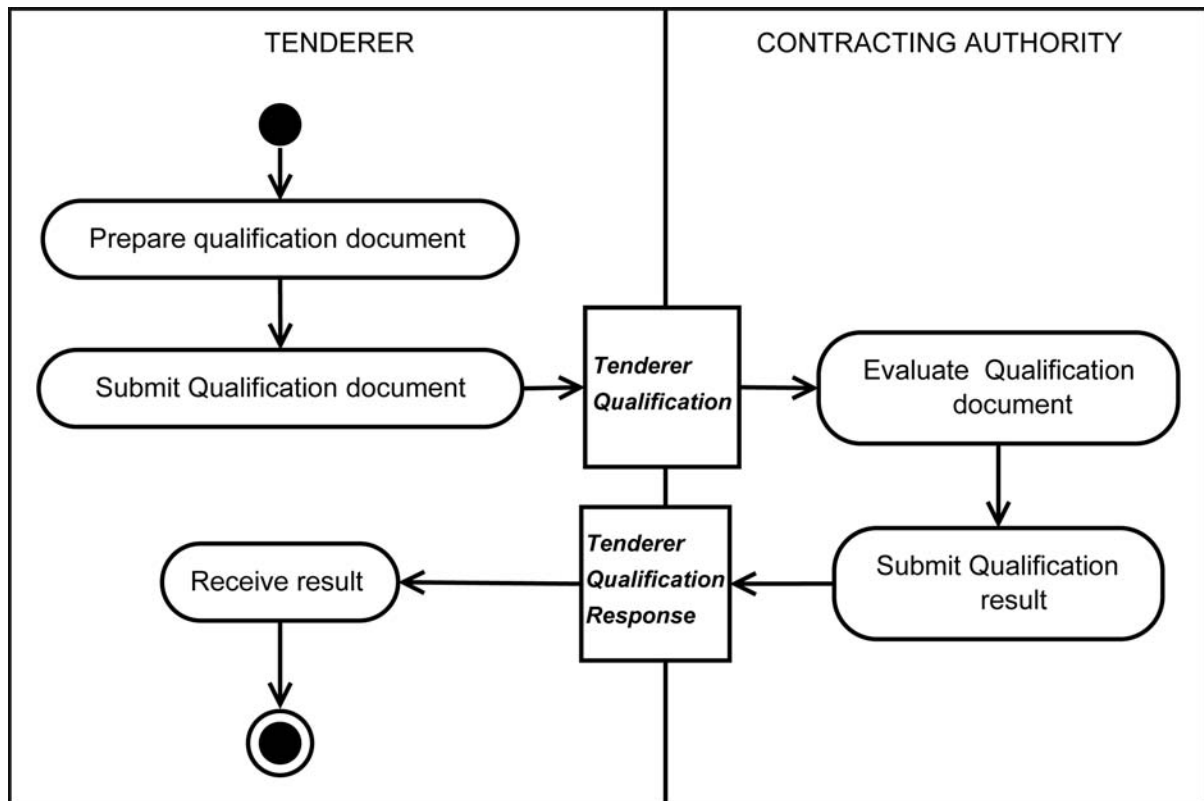 TENDERER
CONTRACTING AUTHORITY
Prepare qualification document
Submit Qualification document
Tenderer
Qualification
Evaluate  Qualification
document
Receive result
Tenderer
Qualification
Response
Submit Qualification
result